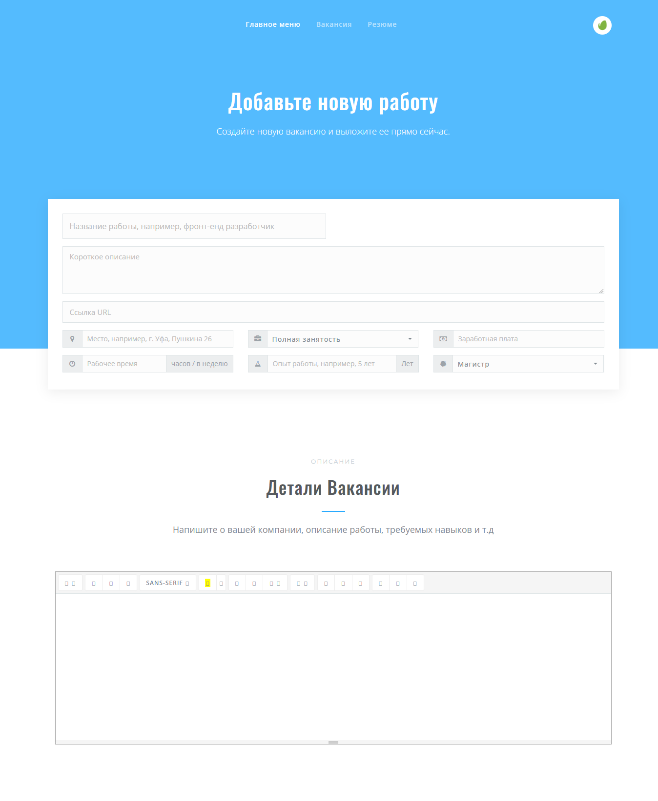 Главное меню Вакансия Резюме
Добавьте новую работу
Создайте новую вакансию и выложите ее прямо сейчас.
Название работы, например, фронт-енд разработчик
Короткое описание
Ссылка URL
Место, например, г. Уфа, Пушкина 26 Полная занятость Заработная плата
Рабочее время часов / в неделю Опыт работы, например, 5 лет Лет Магистр
ОПИСАНИЕ
Детали Вакансии
Напишите о вашей компании, описание работы, требуемых навыков и т.д
SANS-SERIF